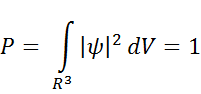 P = ∫_{R³} |ψ|² dV = 1